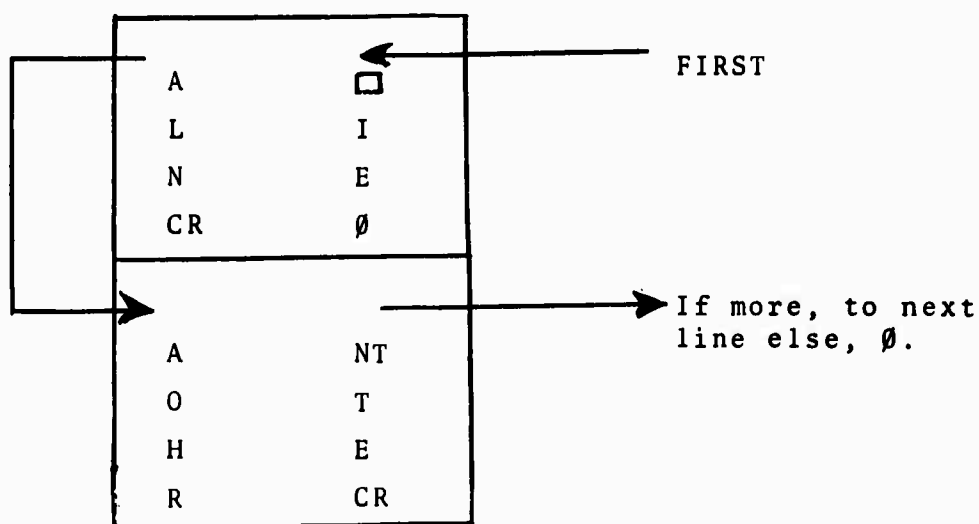 FIRST
A □
L I
N E
CR Ø
If more, to next
line else, Ø.
A NT
O T
H E
R CR